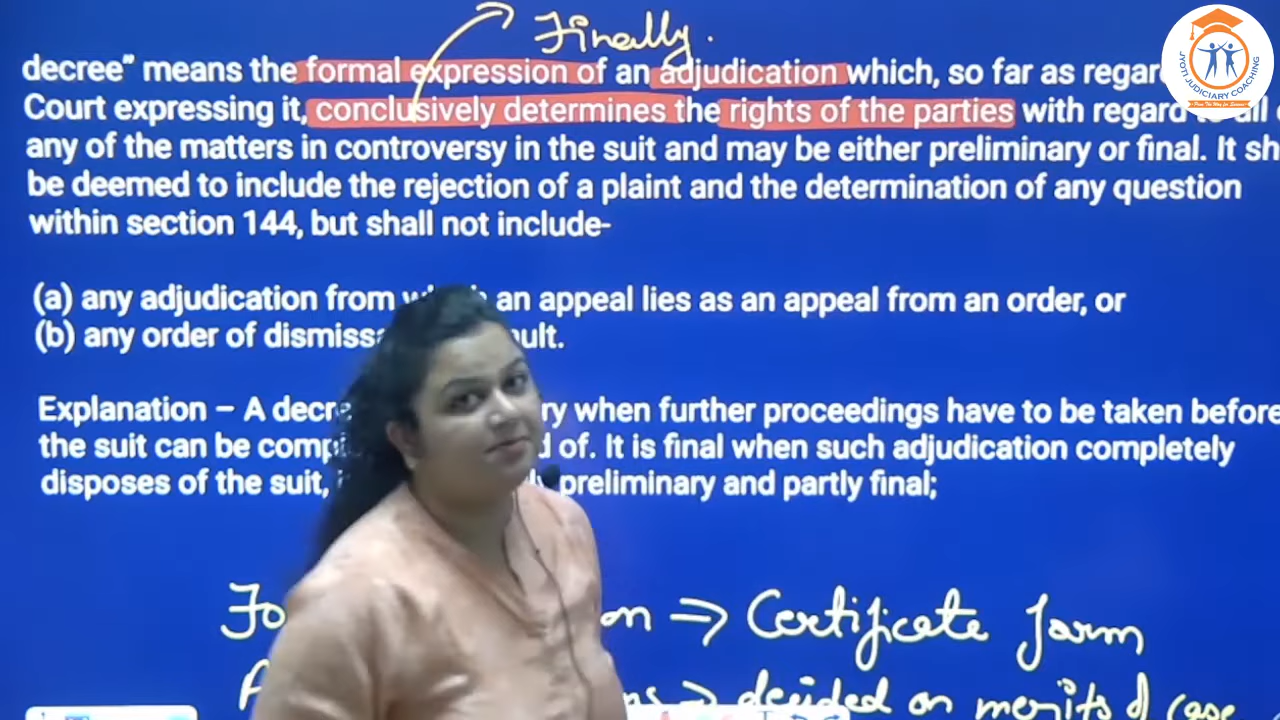 Finally.
decree” means the formal expression of an adjudication which, so far as regar
Court expressing it, conclusively determines the rights of the parties with regard all
any of the matters in controversy in the suit and may be either preliminary or final. It sh
be deemed to include the rejection of a plaint and the determination of any question
within section 144, but shall not include-
(a) any adjudication from an appeal lies as an appeal from an order, or
(b) any order of dismissa ult.
Explanation – A decre ry when further proceedings have to be taken before
the suit can be comp d of. It is final when such adjudication completely
disposes of the suit, preliminary and partly final;
Fo on ⇒ Certificate form
A ns → decided on merits of case
JYOTI JUDICIARY COACHING